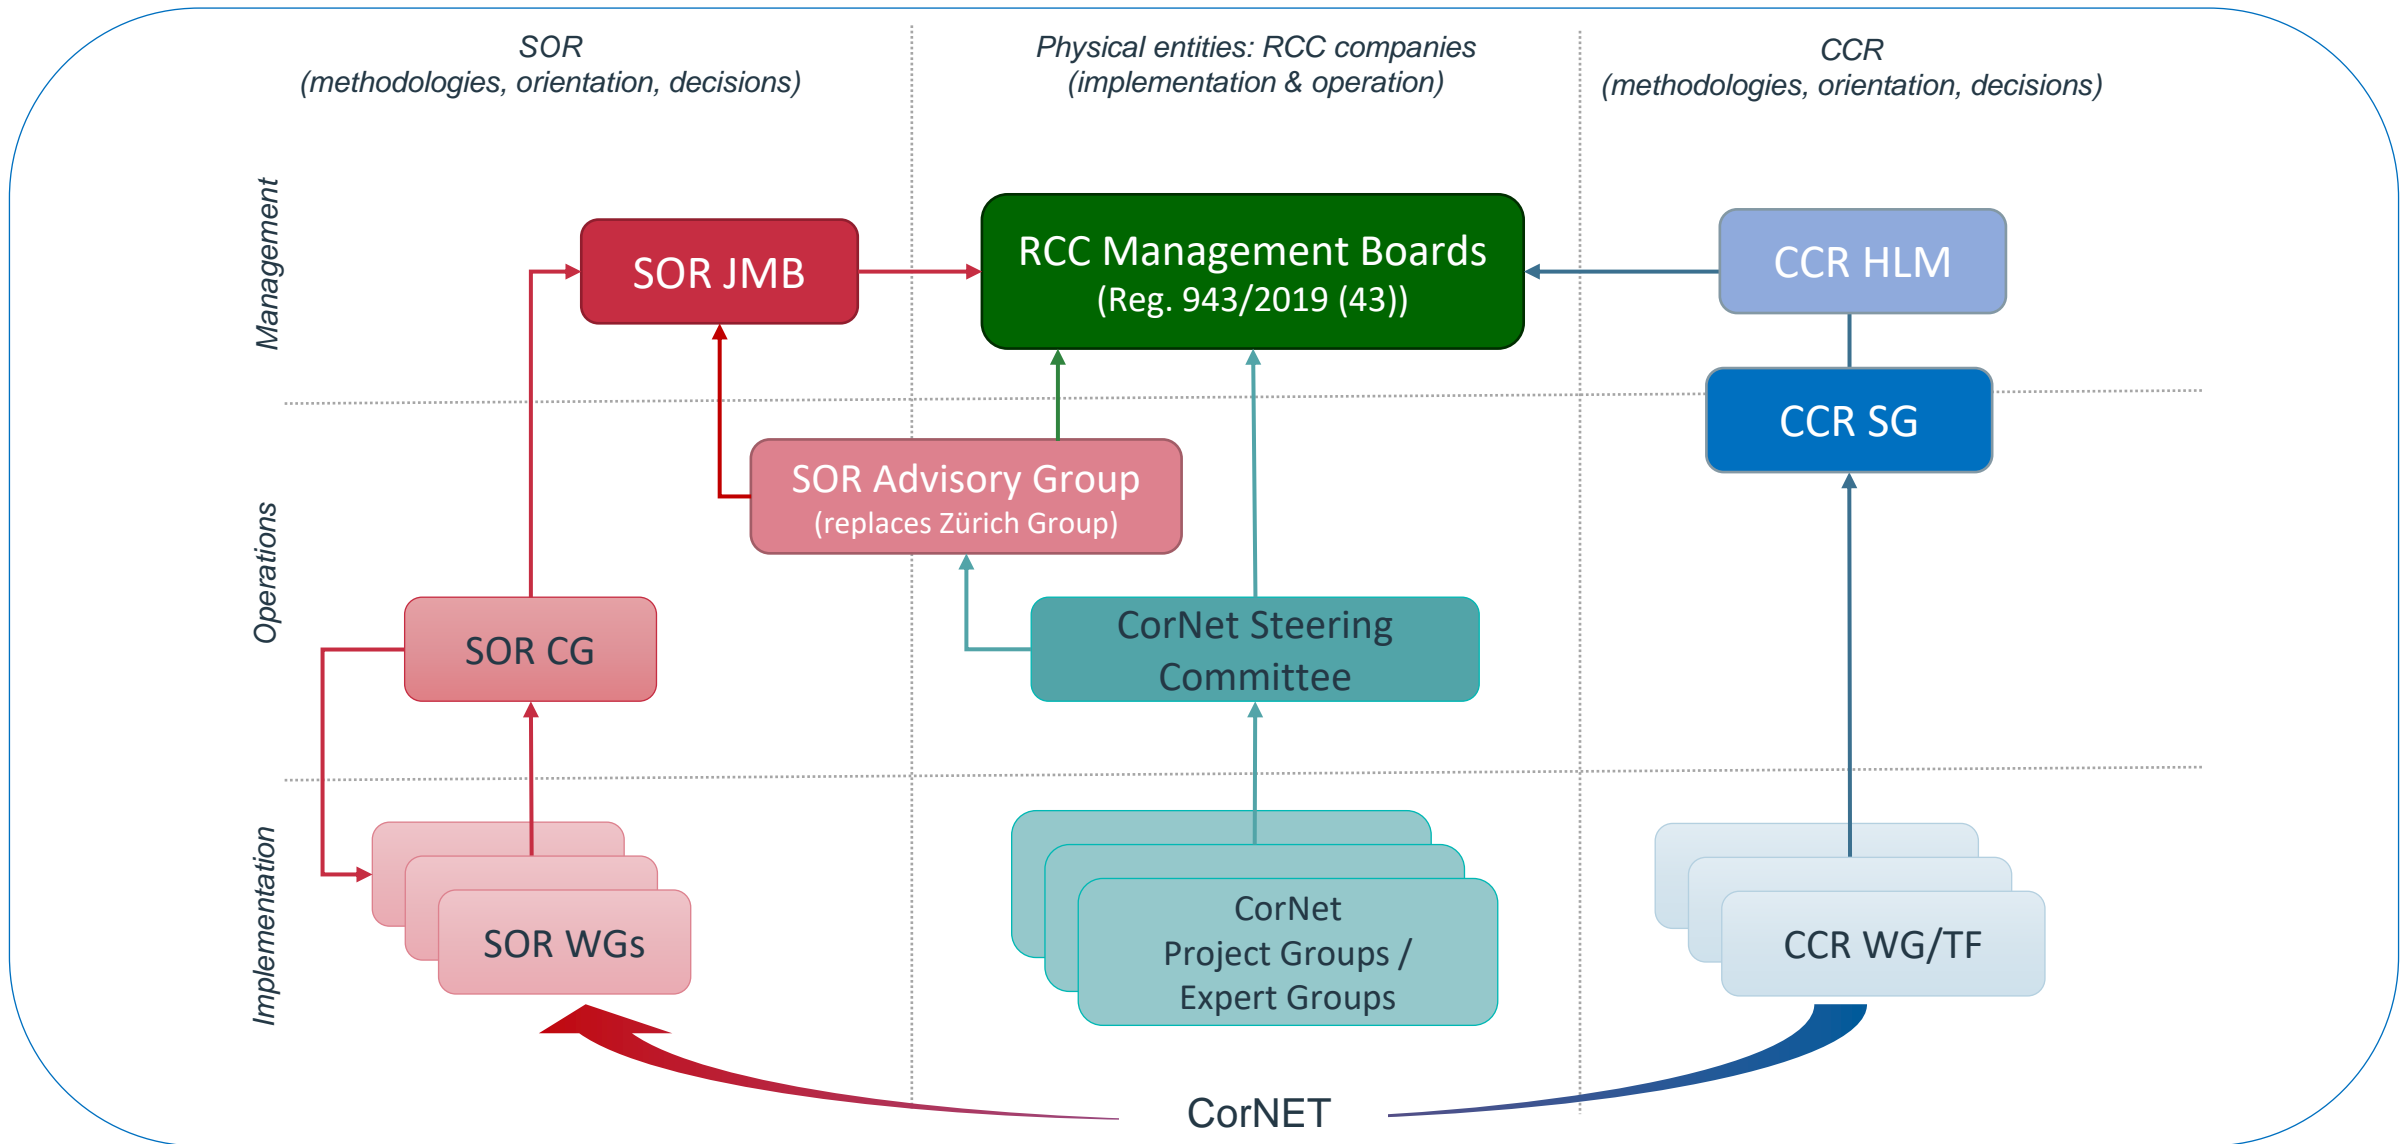 SOR
(methodologies, orientation, decisions)
Physical entities: RCC companies
(implementation & operation)
CCR
(methodologies, orientation, decisions)
Management
SOR JMB
RCC Management Boards
(Reg. 943/2019 (43))
CCR HLM
CCR SG
Operations
SOR Advisory Group
(replaces Zürich Group)
SOR CG
CorNet Steering
Committee
Implementation
SOR WGs
CorNet
Project Groups /
Expert Groups
CCR WG/TF
CorNET